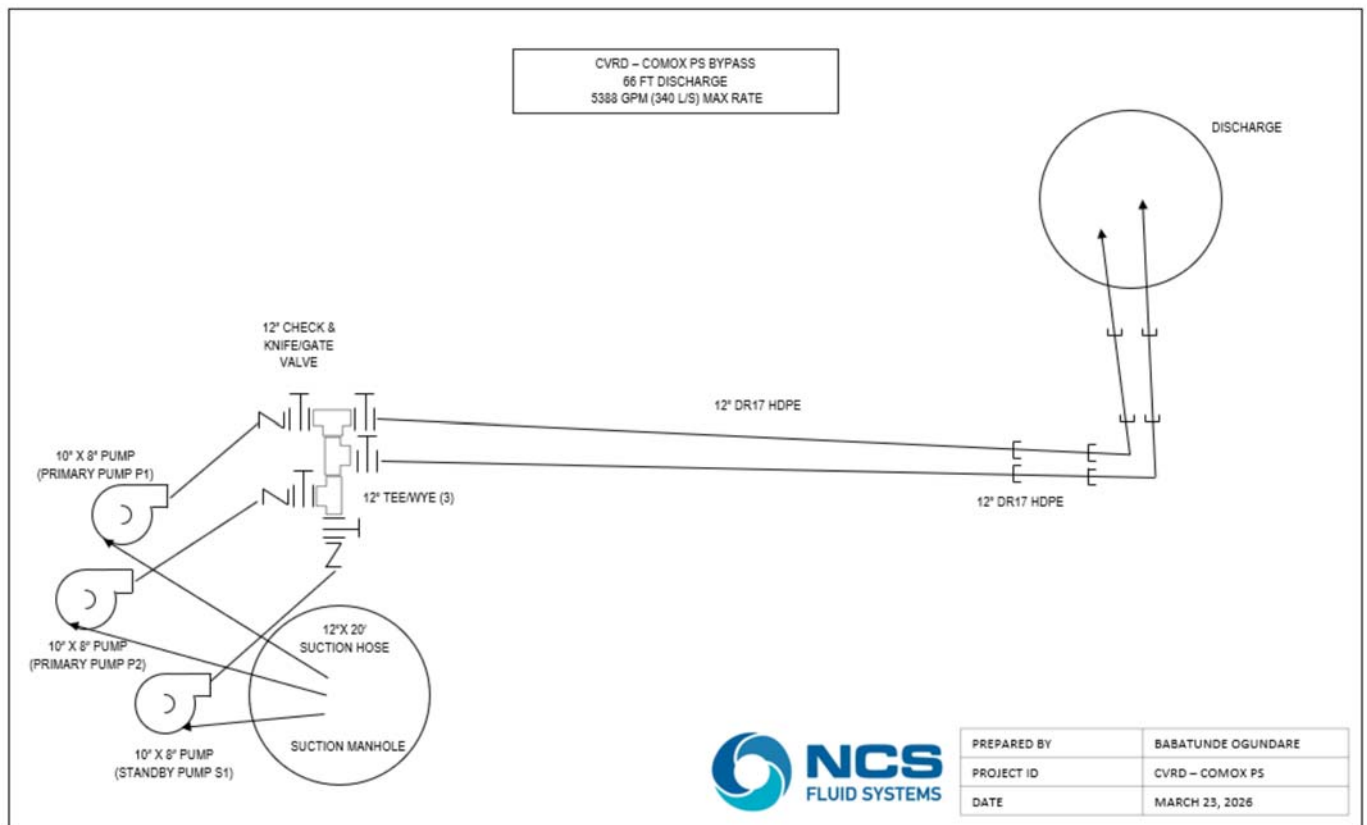 CVRD – COMOX PS BYPASS
66 FT DISCHARGE
5388 GPM (340 L/S) MAX RATE
DISCHARGE
12" CHECK &
KNIFE/GATE
VALVE
12" DR17 HDPE
10" X 8" PUMP
(PRIMARY PUMP P1)
12" TEE/WYE (3)
12" DR17 HDPE
10" X 8" PUMP
(PRIMARY PUMP P2)
12"X 20'
SUCTION HOSE
SUCTION MANHOLE
10" X 8" PUMP
(STANDBY PUMP S1)
NCS
FLUID SYSTEMS
PREPARED BY BABATUNDE OGUNDARE
PROJECT ID CVRD – COMOX PS
DATE MARCH 23, 2026